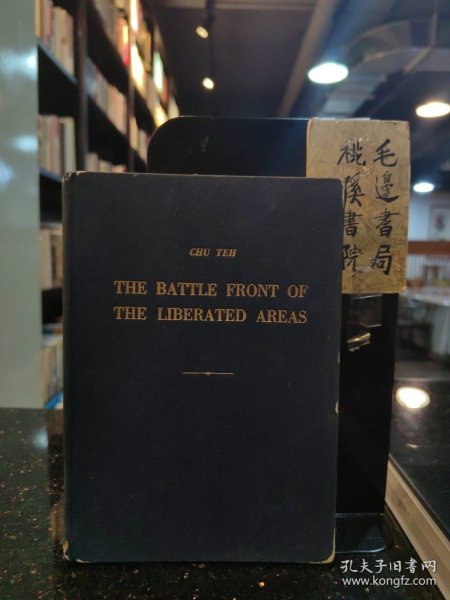 CHU TEH
THE BATTLE FRONT OF
THE LIBERATED AREAS
毛邊書局
桃溪書院
孔夫子旧书网
www.kongfz.com